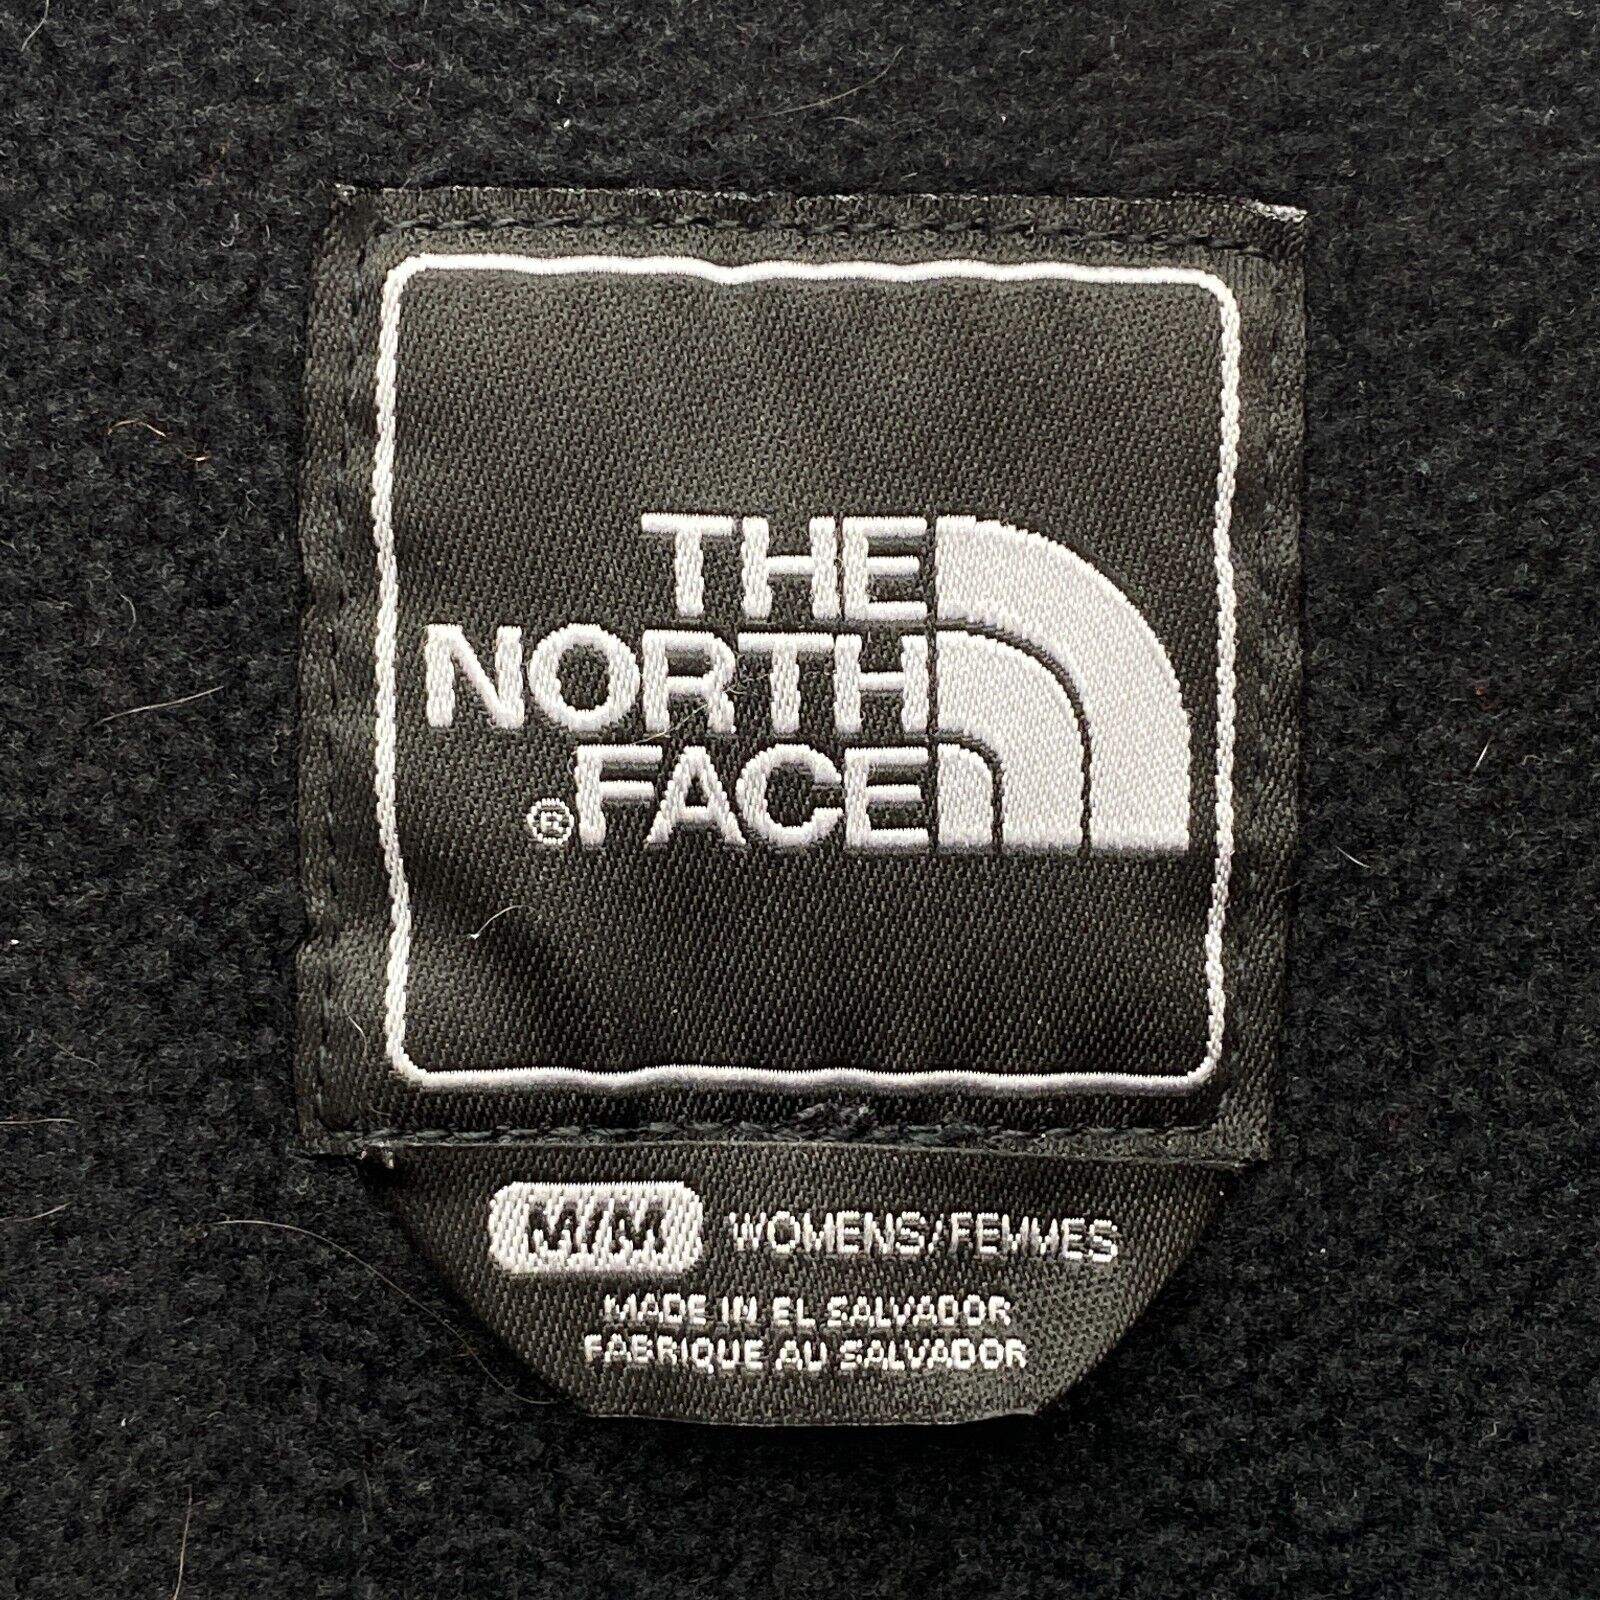 THE
NORTH
® FACE
M/M WOMENS/FEMMES
MADE IN EL SALVADOR
FABRIQUE AU SALVADOR